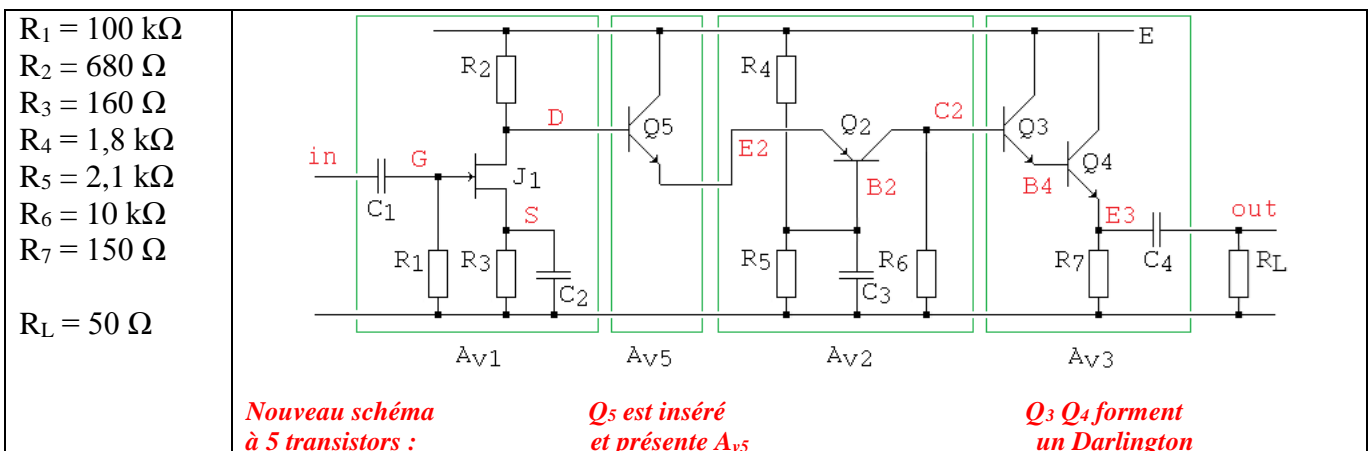 R₁ = 100 kΩ
R₂ = 680 Ω
R₃ = 160 Ω
R₄ = 1,8 kΩ
R₅ = 2,1 kΩ
R₆ = 10 kΩ
R₇ = 150 Ω
R_L = 50 Ω
E
R2
R4
D
Q5
Q2
C2
Q3
in
G
E2
Q4
C1
J1
B2
B4
S
E3
out
R1
R3
C2
R5
C3
R6
R7
C4
RL
Av1
Av5
Av2
Av3
Nouveau schéma
à 5 transistors :
Q₅ est inséré
et présente Av5
Q₃ Q₄ forment
un Darlington